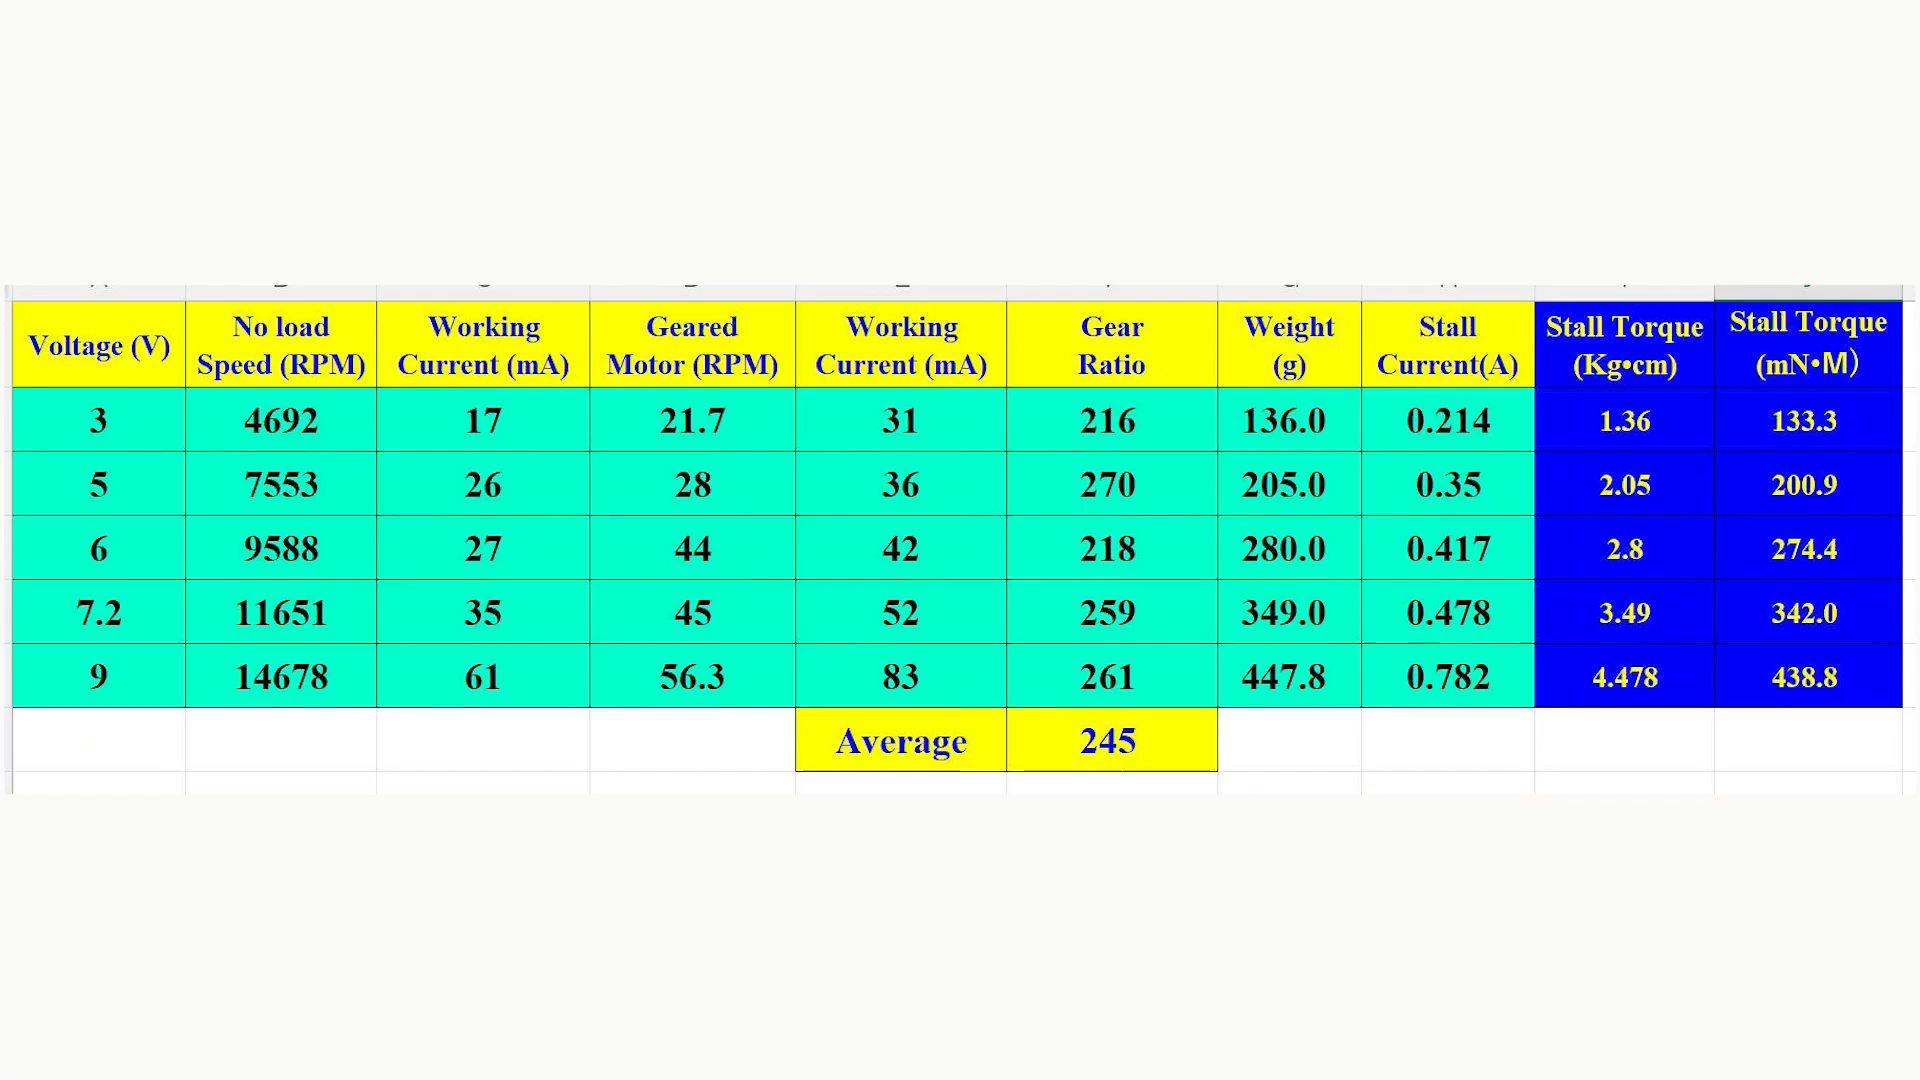 Voltage (V) No load Speed (RPM) Working Current (mA) Geared Motor (RPM) Working Current (mA) Gear Ratio Weight (g) Stall Current(A) Stall Torque (Kg•cm) Stall Torque (mN•M)
3 4692 17 21.7 31 216 136.0 0.214 1.36 133.3
5 7553 26 28 36 270 205.0 0.35 2.05 200.9
6 9588 27 44 42 218 280.0 0.417 2.8 274.4
7.2 11651 35 45 52 259 349.0 0.478 3.49 342.0
9 14678 61 56.3 83 261 447.8 0.782 4.478 438.8
Average 245